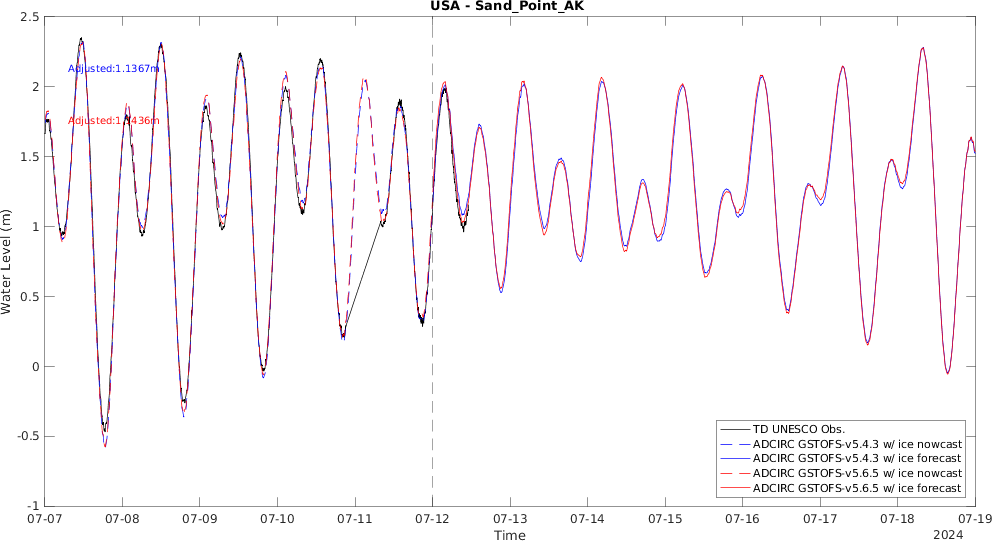 USA - Sand_Point_AK
2.5
2
1.5
1
0.5
0
-0.5
-1
Water Level (m)
Adjusted:1.1367m
07-07
07-08
07-09
07-10
07-11
07-12
07-13
07-14
07-15
07-16
07-17
07-18
07-19
Time
2024
TD UNESCO Obs.
ADCIRC GSTOFS-v5.4.3 w/ ice nowcast
ADCIRC GSTOFS-v5.4.3 w/ ice forecast
ADCIRC GSTOFS-v5.6.5 w/ ice nowcast
ADCIRC GSTOFS-v5.6.5 w/ ice forecast